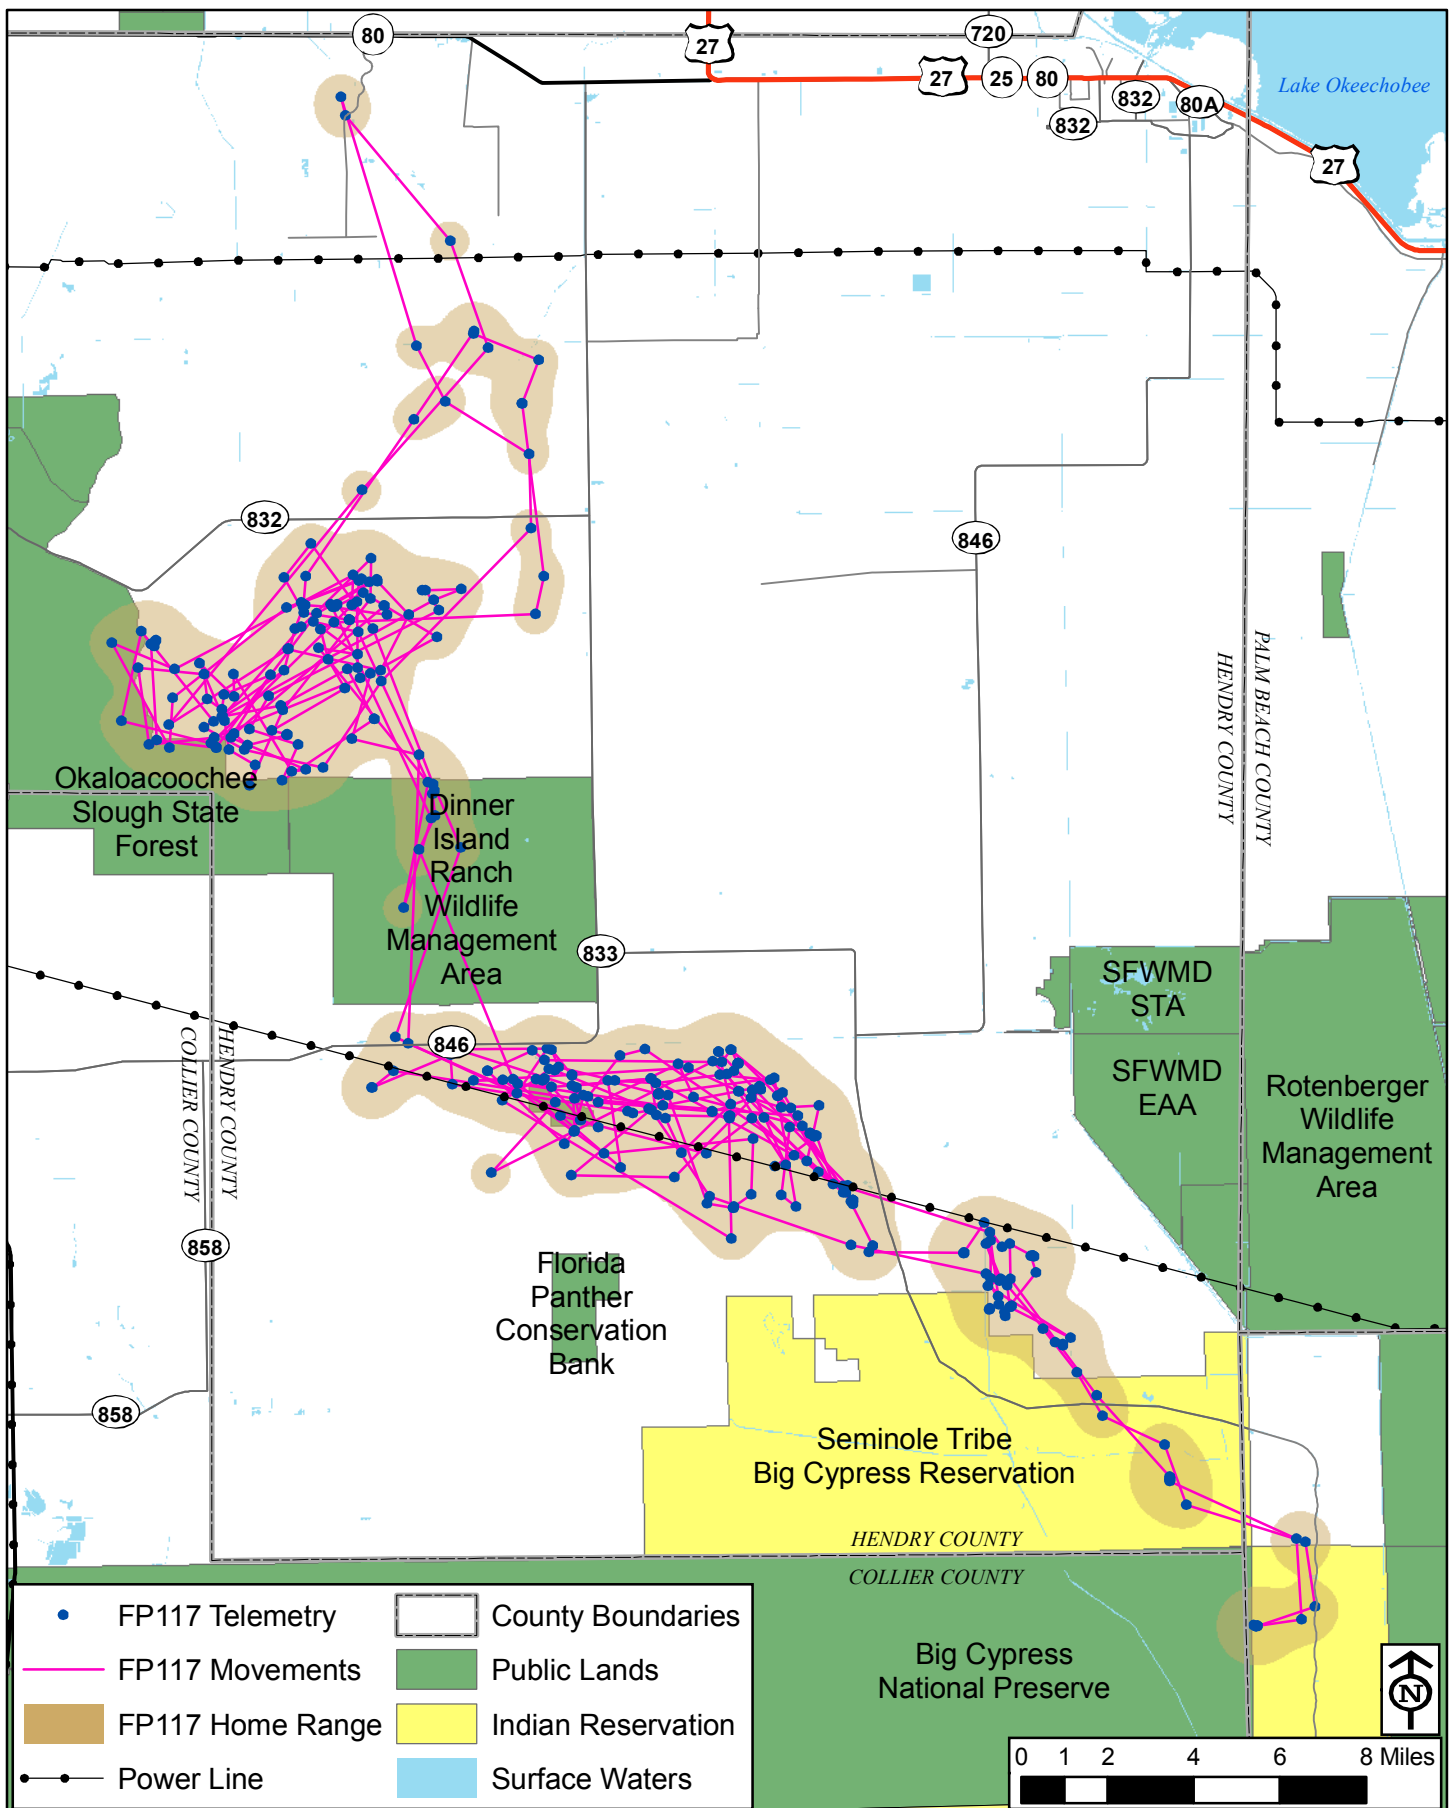 80
27
720
27
25
80
832
80A
832
27
Lake Okeechobee
832
846
PALM BEACH COUNTY
HENDRY COUNTY
Okaloacoochee
Slough State
Forest
Dinner
Island
Ranch
Wildlife
Management
Area
833
SFWMD
STA
SFWMD
EAA
Rotenberger
Wildlife
Management
Area
846
HENDRY COUNTY
COLLIER COUNTY
858
Florida
Panther
Conservation
Bank
858
Seminole Tribe
Big Cypress Reservation
HENDRY COUNTY
COLLIER COUNTY
Big Cypress
National Preserve
FP117 Telemetry
FP117 Movements
FP117 Home Range
Power Line
County Boundaries
Public Lands
Indian Reservation
Surface Waters
N
0 1 2 4 6 8 Miles